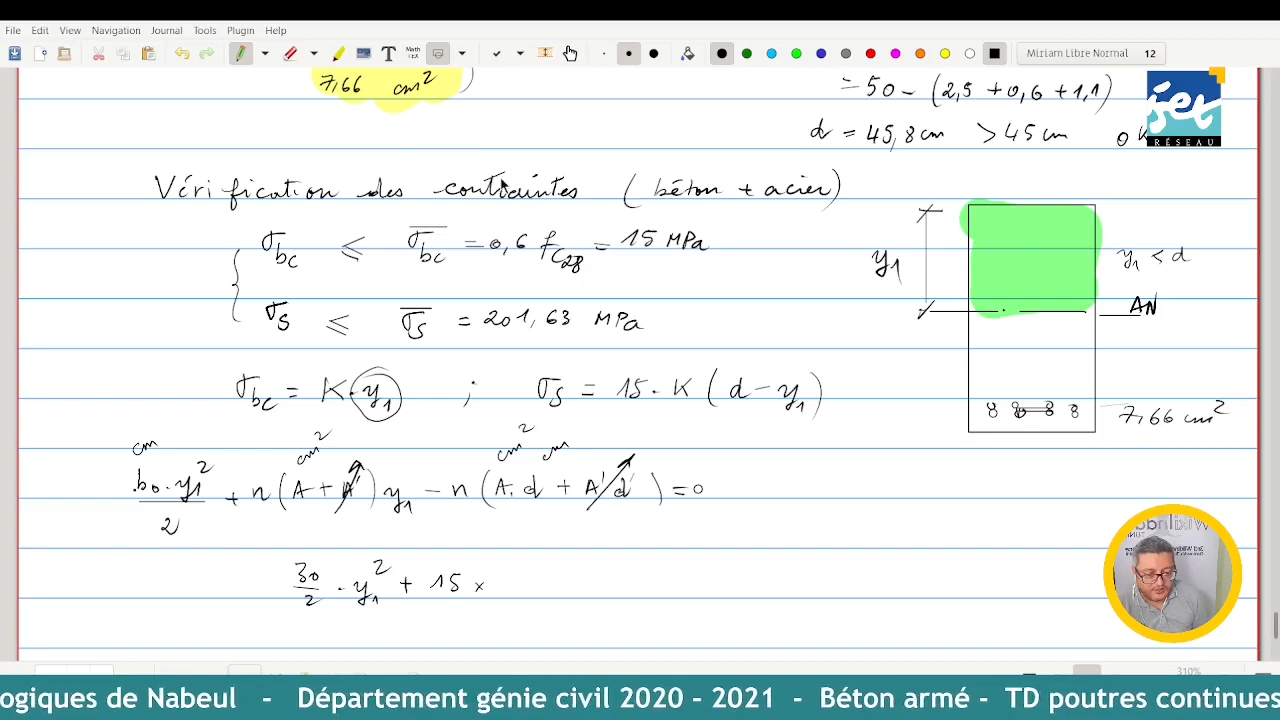 File Edit View Navigation Journal Tools Plugin Help
Miriam Libre Normal 12
7,66 cm²)
= 50 - (2,5 + 0,6 + 1,1)
d = 45,8 cm > 45 cm OK
iset
RÉSEAU
Vérification des contraintes (béton + acier)
σbc ≤ σ̅bc = 0,6 fc28 = 15 MPa
y1
y1 < d
AN
σs ≤ σ̅s = 201,63 MPa
σbc = K·y1 ; σs = 15·K (d - y1)
7,66 cm²
cm cm² cm² cm
b0·y1²/2 + n (A + A') y1 - n (A·d + A'd') = 0
30/2 · y1² + 15 ×
310%
ogiques de Nabeul - Département génie civil 2020 - 2021 - Béton armé - TD poutres continues